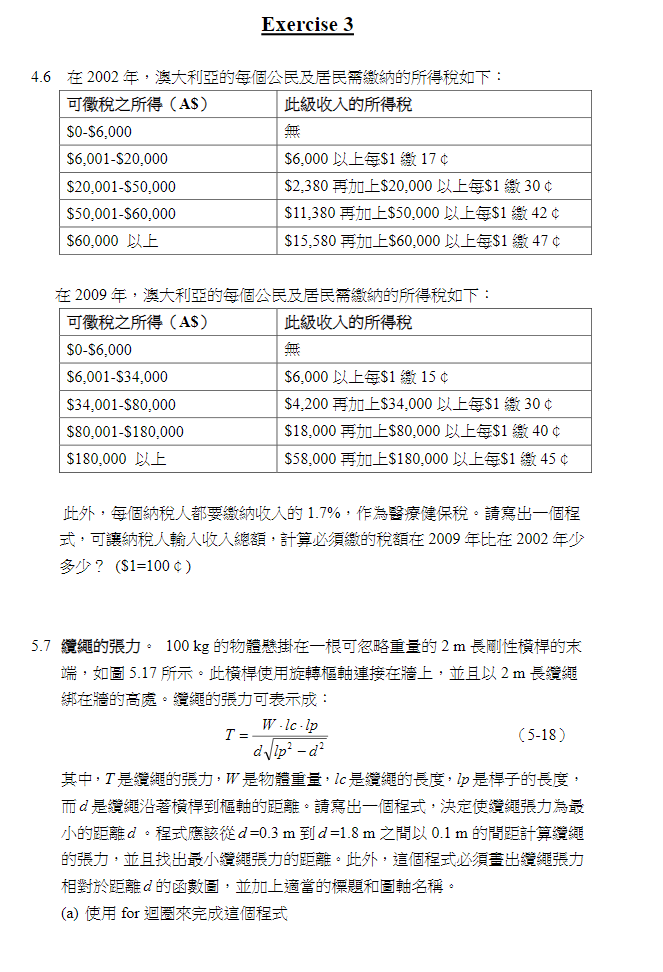 Exercise 3
4.6 在 2002 年，澳大利亞的每個公民及居民需繳納的所得稅如下：
可徵稅之所得（A$） 此級收入的所得稅
$0-$6,000 無
$6,001-$20,000 $6,000 以上每$1 繳 17￠
$20,001-$50,000 $2,380 再加上$20,000 以上每$1 繳 30￠
$50,001-$60,000 $11,380 再加上$50,000 以上每$1 繳 42￠
$60,000 以上 $15,580 再加上$60,000 以上每$1 繳 47￠
在 2009 年，澳大利亞的每個公民及居民需繳納的所得稅如下：
可徵稅之所得（A$） 此級收入的所得稅
$0-$6,000 無
$6,001-$34,000 $6,000 以上每$1 繳 15￠
$34,001-$80,000 $4,200 再加上$34,000 以上每$1 繳 30￠
$80,001-$180,000 $18,000 再加上$80,000 以上每$1 繳 40￠
$180,000 以上 $58,000 再加上$180,000 以上每$1 繳 45￠
此外，每個納稅人都要繳納收入的 1.7%，作為醫療健保稅。請寫出一個程
式，可讓納稅人輸入收入總額，計算必須繳的稅額在 2009 年比在 2002 年少
多少？ ($1=100￠)
5.7 纜繩的張力。 100 kg 的物體懸掛在一根可忽略重量的 2 m 長剛性橫桿的末
端，如圖 5.17 所示。此橫桿使用旋轉樞軸連接在牆上，並且以 2 m 長纜繩
綁在牆的高處。纜繩的張力可表示成：
T = W·lc·lp / d√(lp² − d²) （5-18）
其中，T 是纜繩的張力，W 是物體重量，lc 是纜繩的長度，lp 是桿子的長度，
而 d 是纜繩沿著橫桿到樞軸的距離。請寫出一個程式，決定使纜繩張力為最
小的距離 d 。程式應該從 d =0.3 m 到 d =1.8 m 之間以 0.1 m 的間距計算纜繩
的張力，並且找出最小纜繩張力的距離。此外，這個程式必須畫出纜繩張力
相對於距離 d 的函數圖，並加上適當的標題和圖軸名稱。
(a) 使用 for 迴圈來完成這個程式